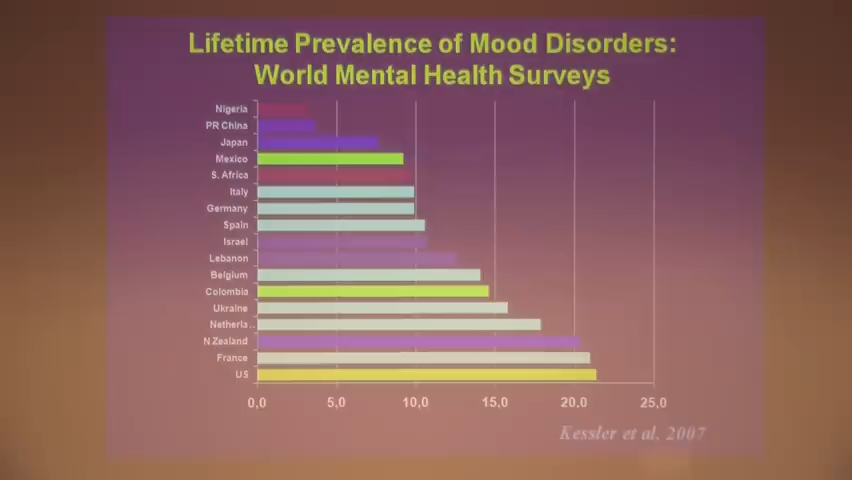 Lifetime Prevalence of Mood Disorders:
World Mental Health Surveys
Nigeria
PR China
Japan
Mexico
S. Africa
Italy
Germany
Spain
Israel
Lebanon
Belgium
Colombia
Ukraine
Netherla..
N Zealand
France
US
0,0 5,0 10,0 15,0 20,0 25,0
Kessler et al, 2007